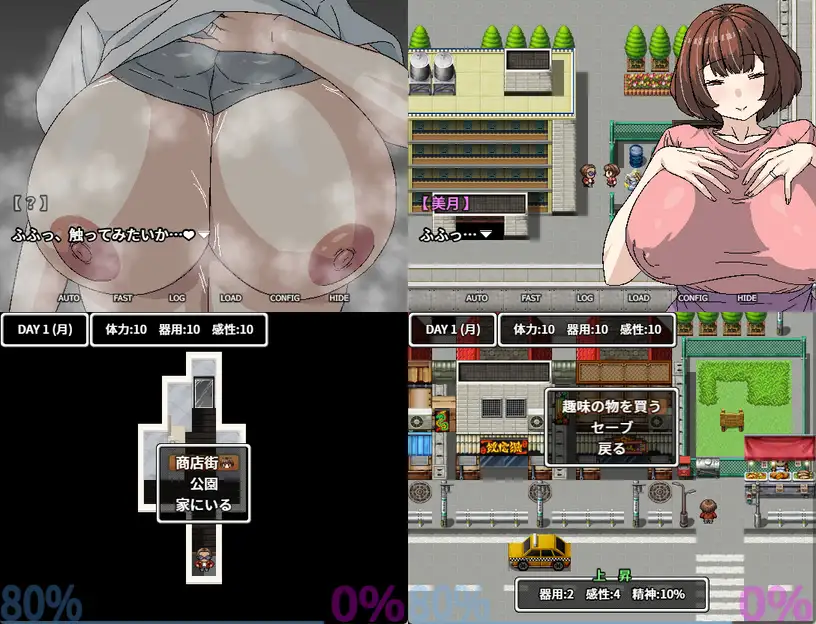 【？】
ふふっ、触ってみたいか…♥
AUTO FAST LOG LOAD CONFIG HIDE
【美月】
ふふっ…
AUTO FAST LOG LOAD CONFIG HIDE
DAY 1 (月) 体力:10 器用:10 感性:10
商店街
公園
家にいる
80% 0%
DAY 1 (月) 体力:10 器用:10 感性:10
趣味の物を買う
セーブ
戻る
上昇
器用:2 感性:4 精神:10%
80% 0%